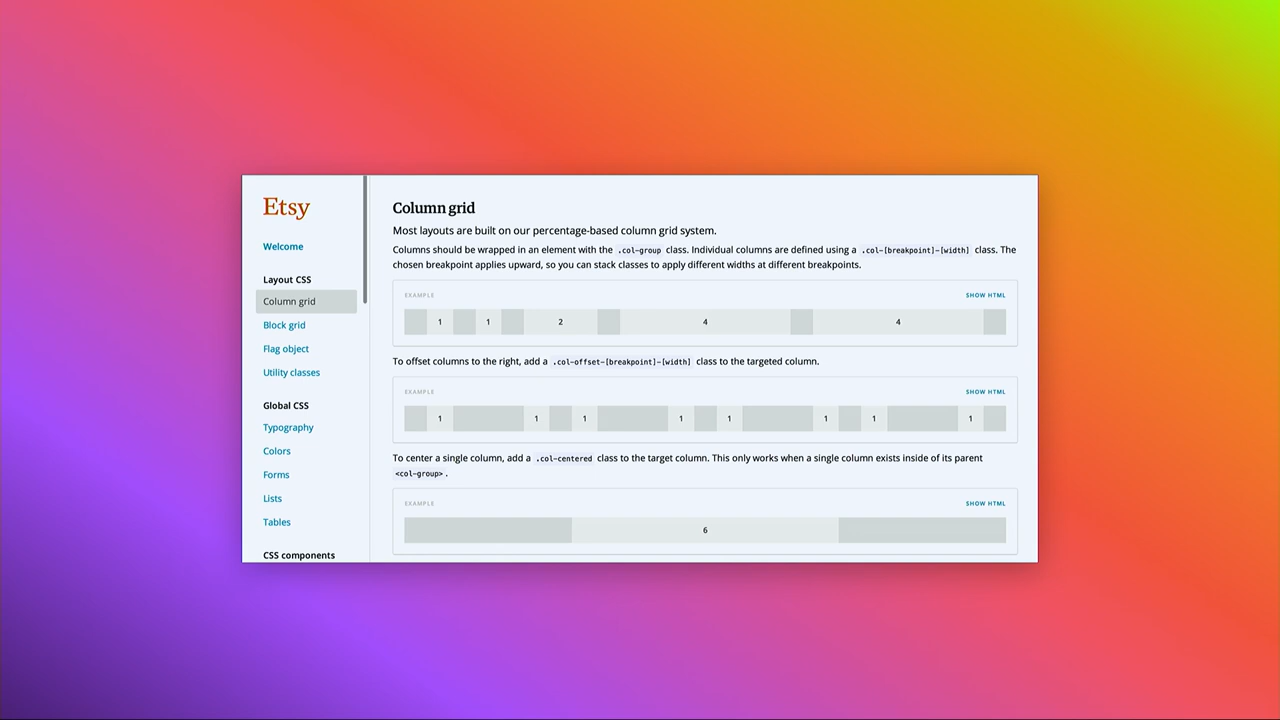 Etsy
Welcome
Layout CSS
Column grid
Block grid
Flag object
Utility classes
Global CSS
Typography
Colors
Forms
Lists
Tables
CSS components
Column grid
Most layouts are built on our percentage-based column grid system.
Columns should be wrapped in an element with the .col-group class. Individual columns are defined using a .col-[breakpoint]-[width] class. The
chosen breakpoint applies upward, so you can stack classes to apply different widths at different breakpoints.
EXAMPLE SHOW HTML
1 1 2 4 4
To offset columns to the right, add a .col-offset-[breakpoint]-[width] class to the targeted column.
EXAMPLE SHOW HTML
1 1 1 1 1 1 1 1
To center a single column, add a .col-centered class to the target column. This only works when a single column exists inside of its parent
<col-group> .
EXAMPLE SHOW HTML
6